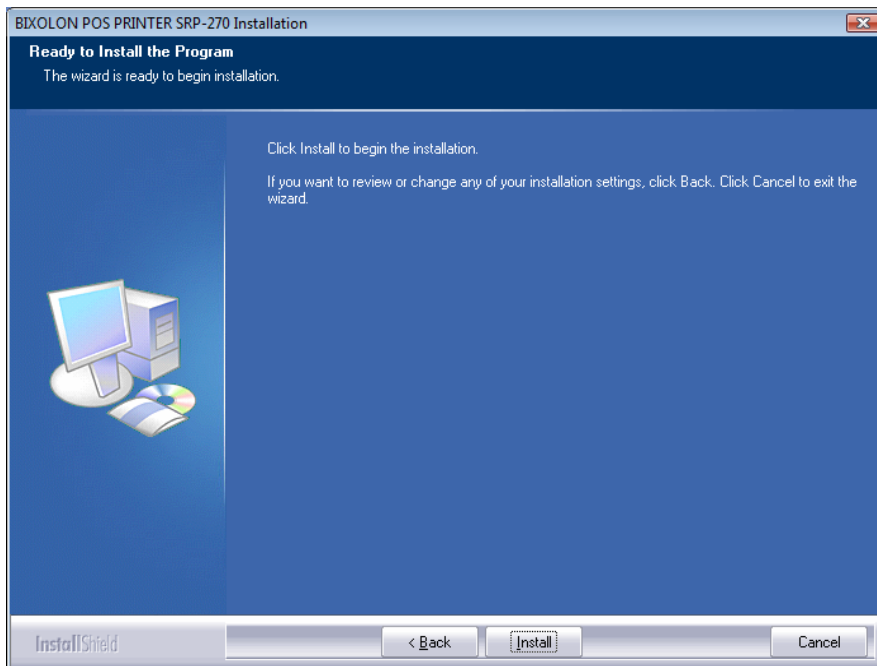 BIXOLON POS PRINTER SRP-270 Installation
Ready to Install the Program
The wizard is ready to begin installation.
Click Install to begin the installation.
If you want to review or change any of your installation settings, click Back. Click Cancel to exit the
wizard.
InstallShield
< Back
Install
Cancel